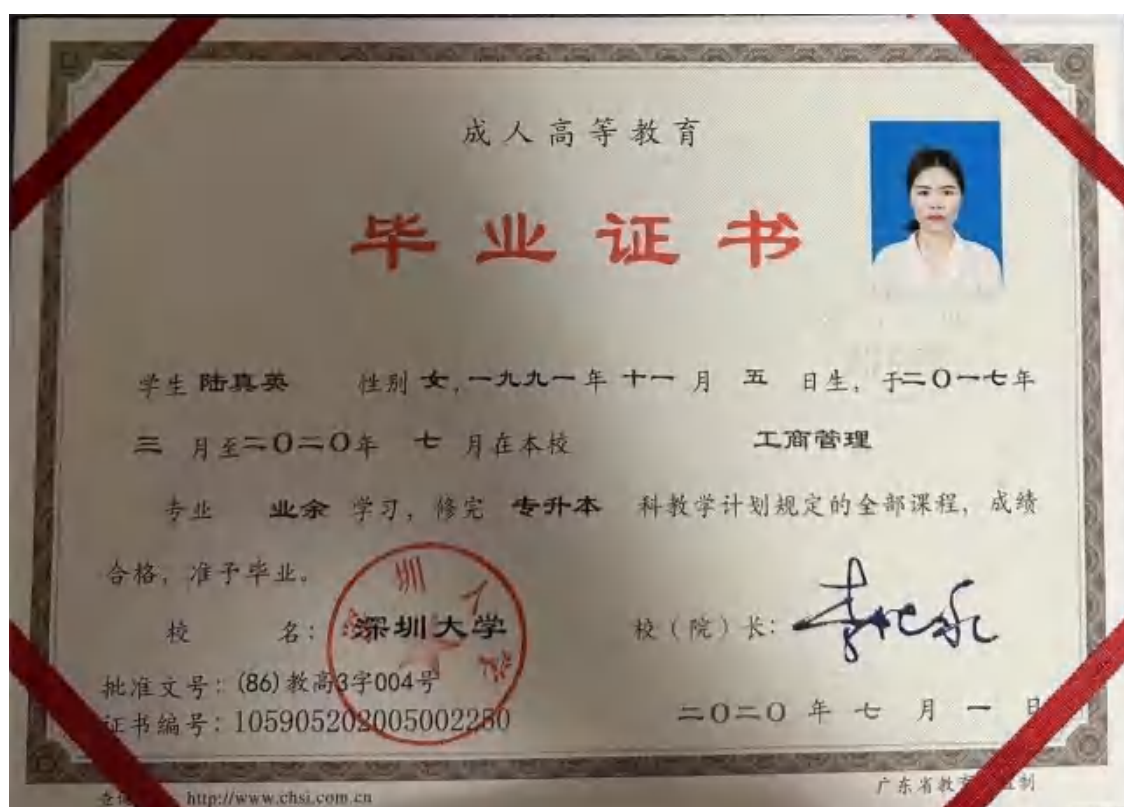 成人高等教育
毕业证书
学生 陆真英 性别 女,一九九一年 十一 月 五 日生,于二〇一七年
三 月至二〇二〇年 七 月在本校 工商管理
专业 业余 学习,修完 专升本 科教学计划规定的全部课程,成绩
合格,准予毕业。
校 名:深圳大学 校(院)长:
批准文号:(86)教高3字004号
证书编号:105905202005002250 二〇二〇 年 七 月 一 日
http://www.chsi.com.cn 广东省教 制